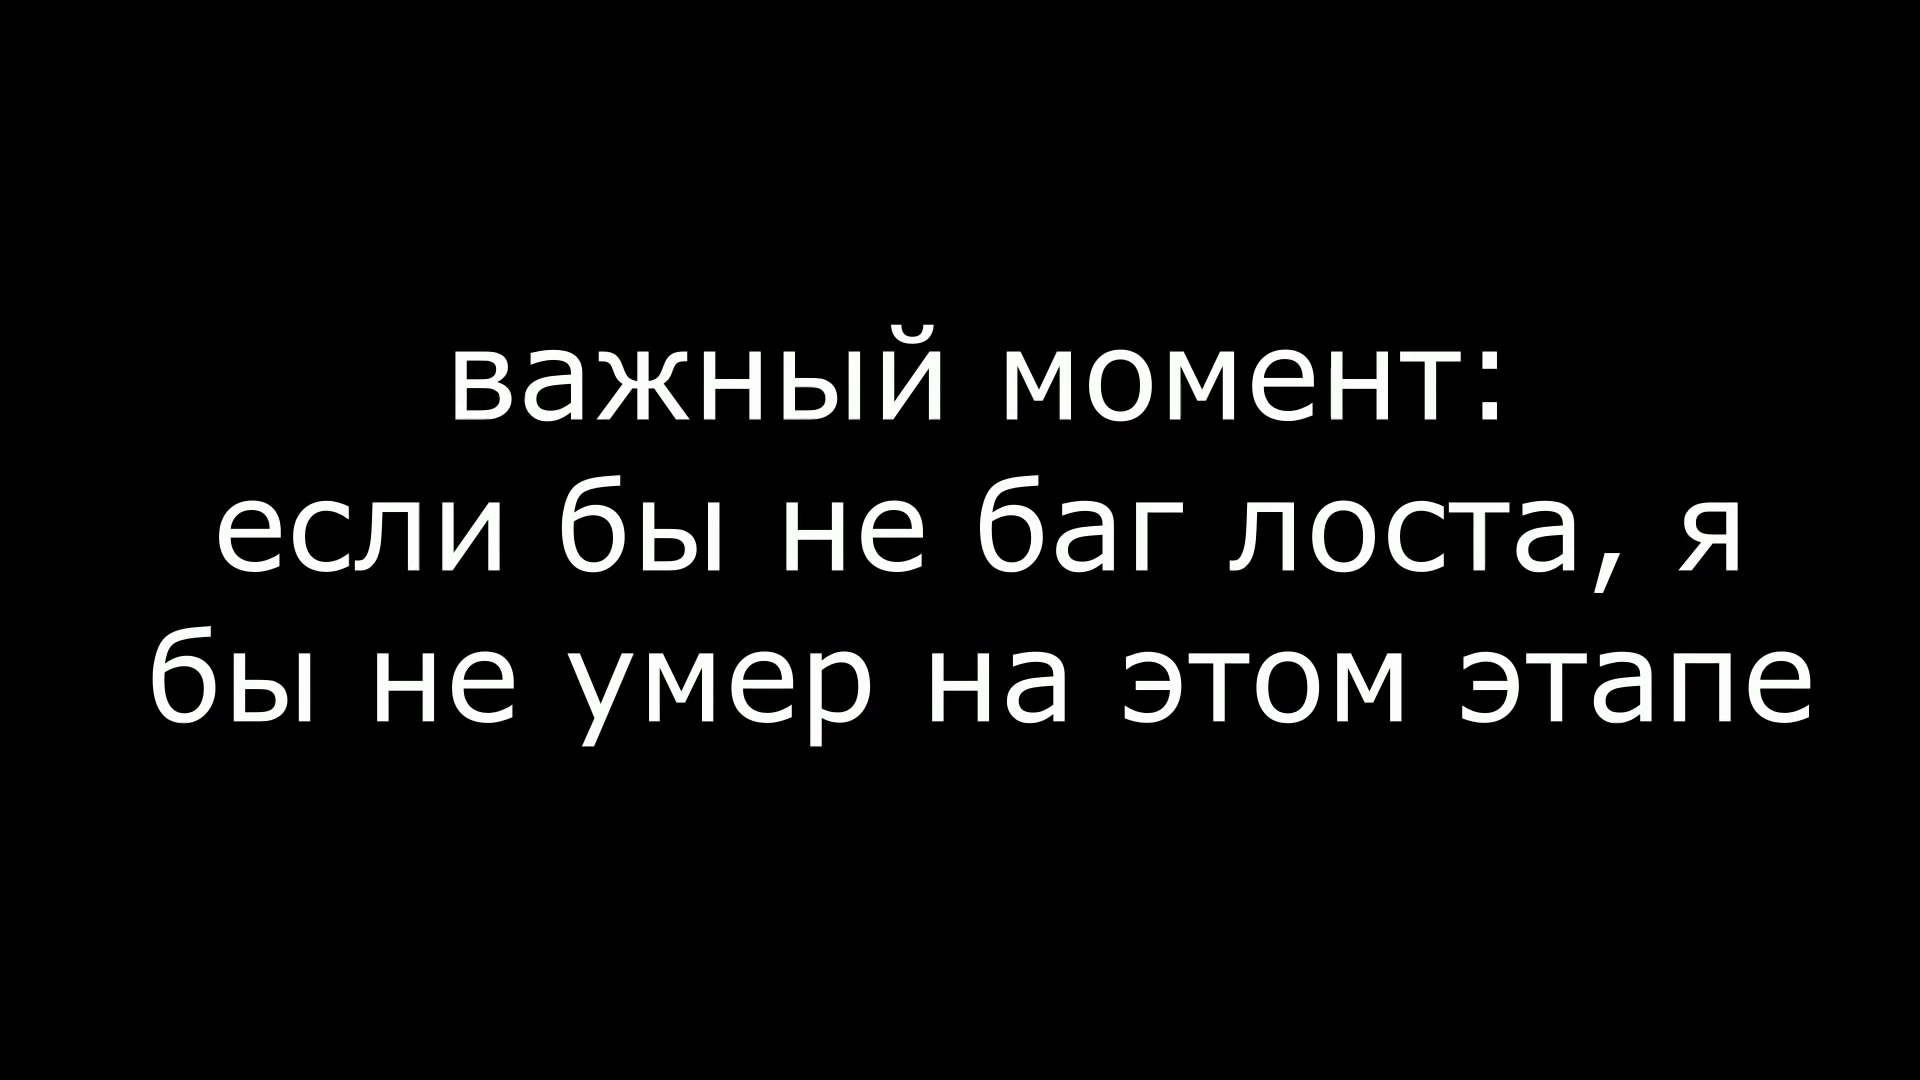 важный момент:
если бы не баг лоста, я
бы не умер на этом этапе